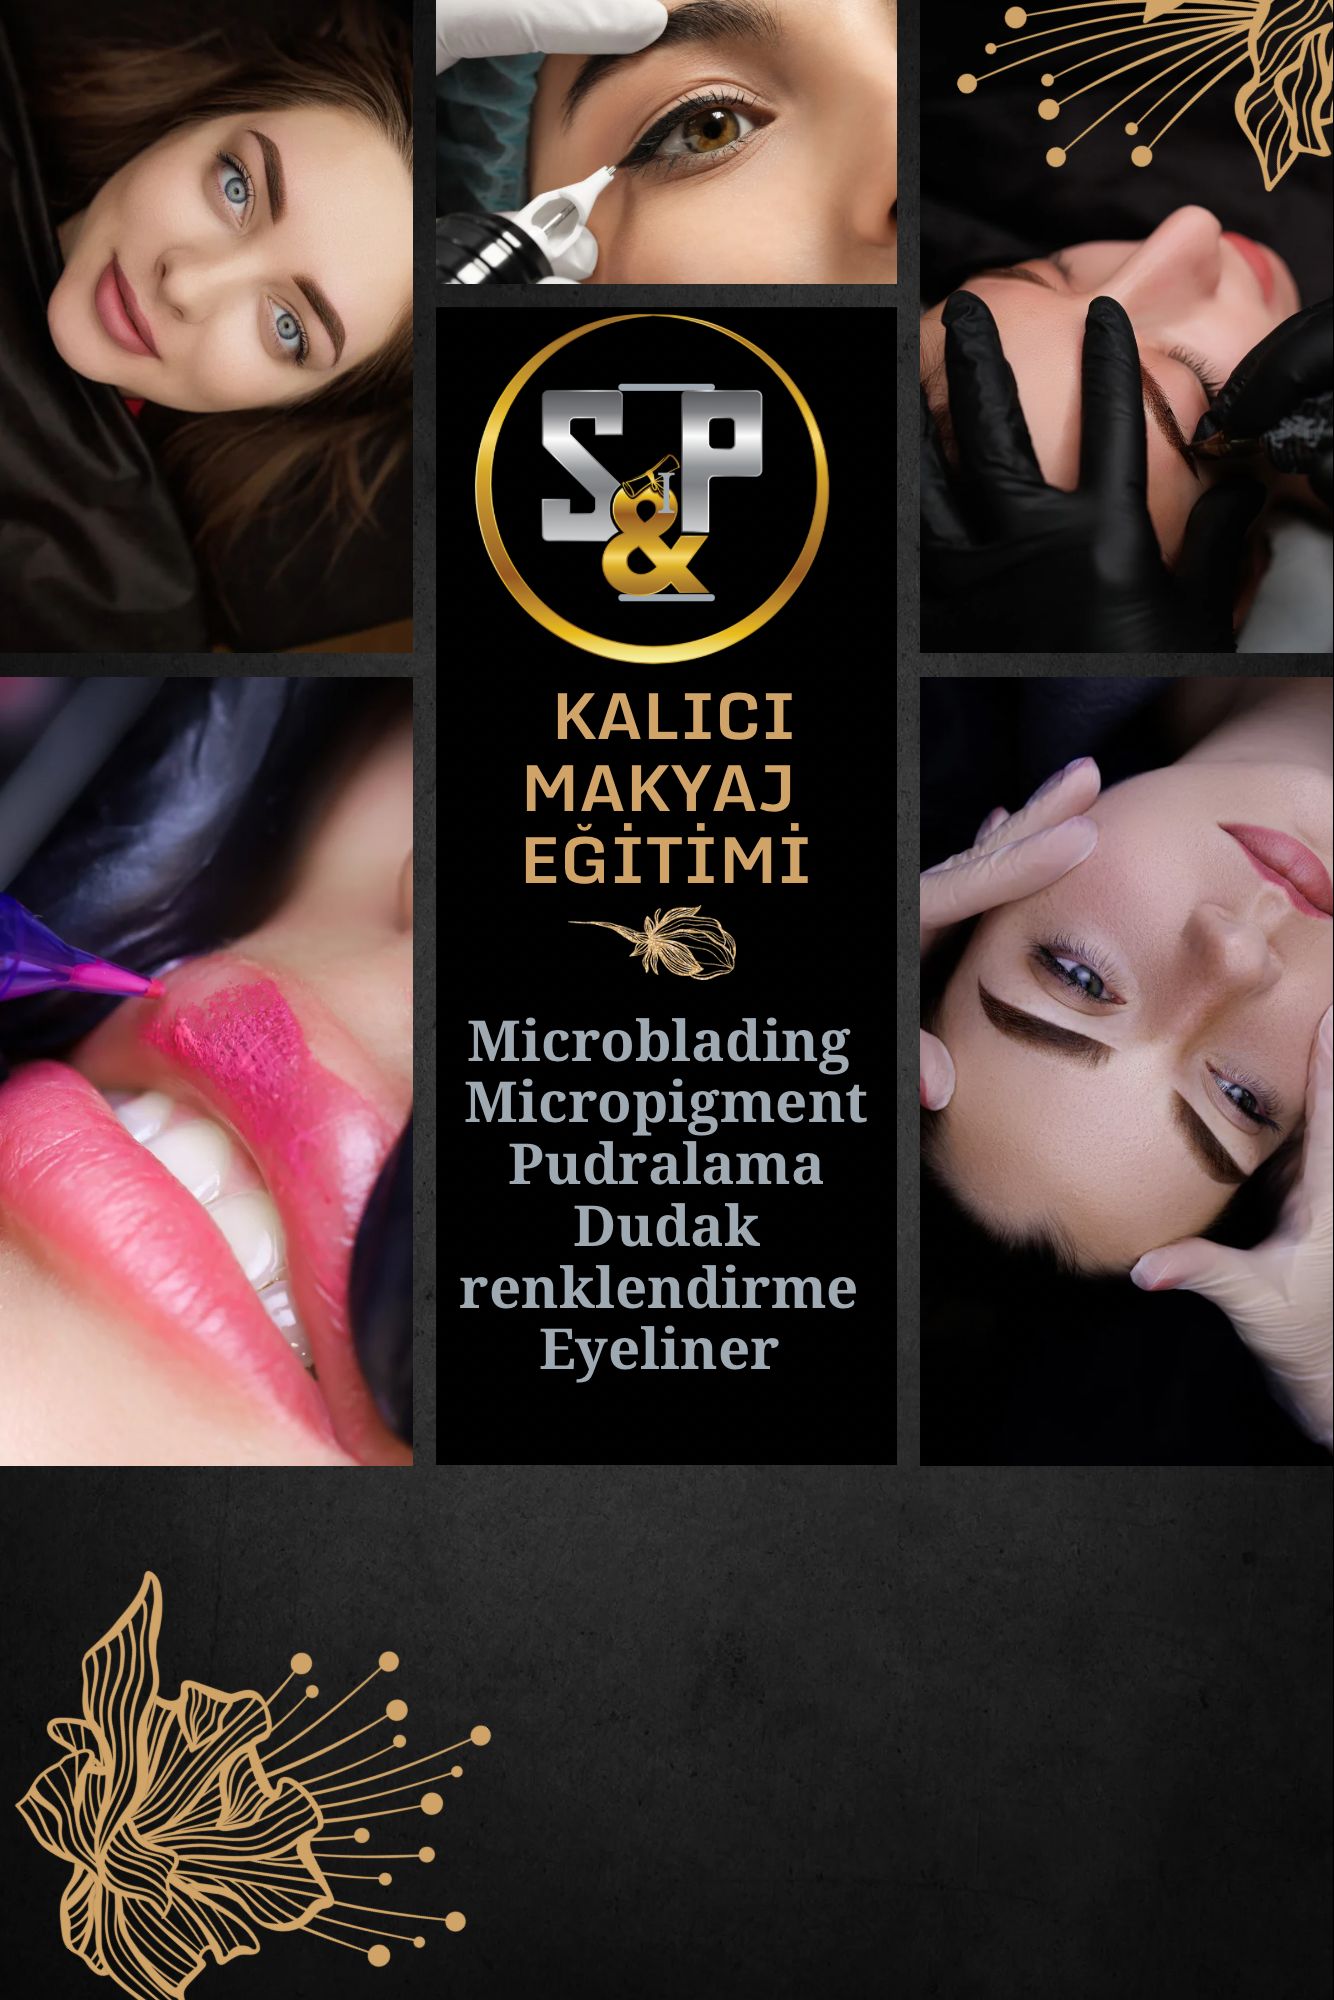 S&P
I
KALICI
MAKYAJ
EĞİTİMİ
Microblading
Micropigment
Pudralama
Dudak
renklendirme
Eyeliner